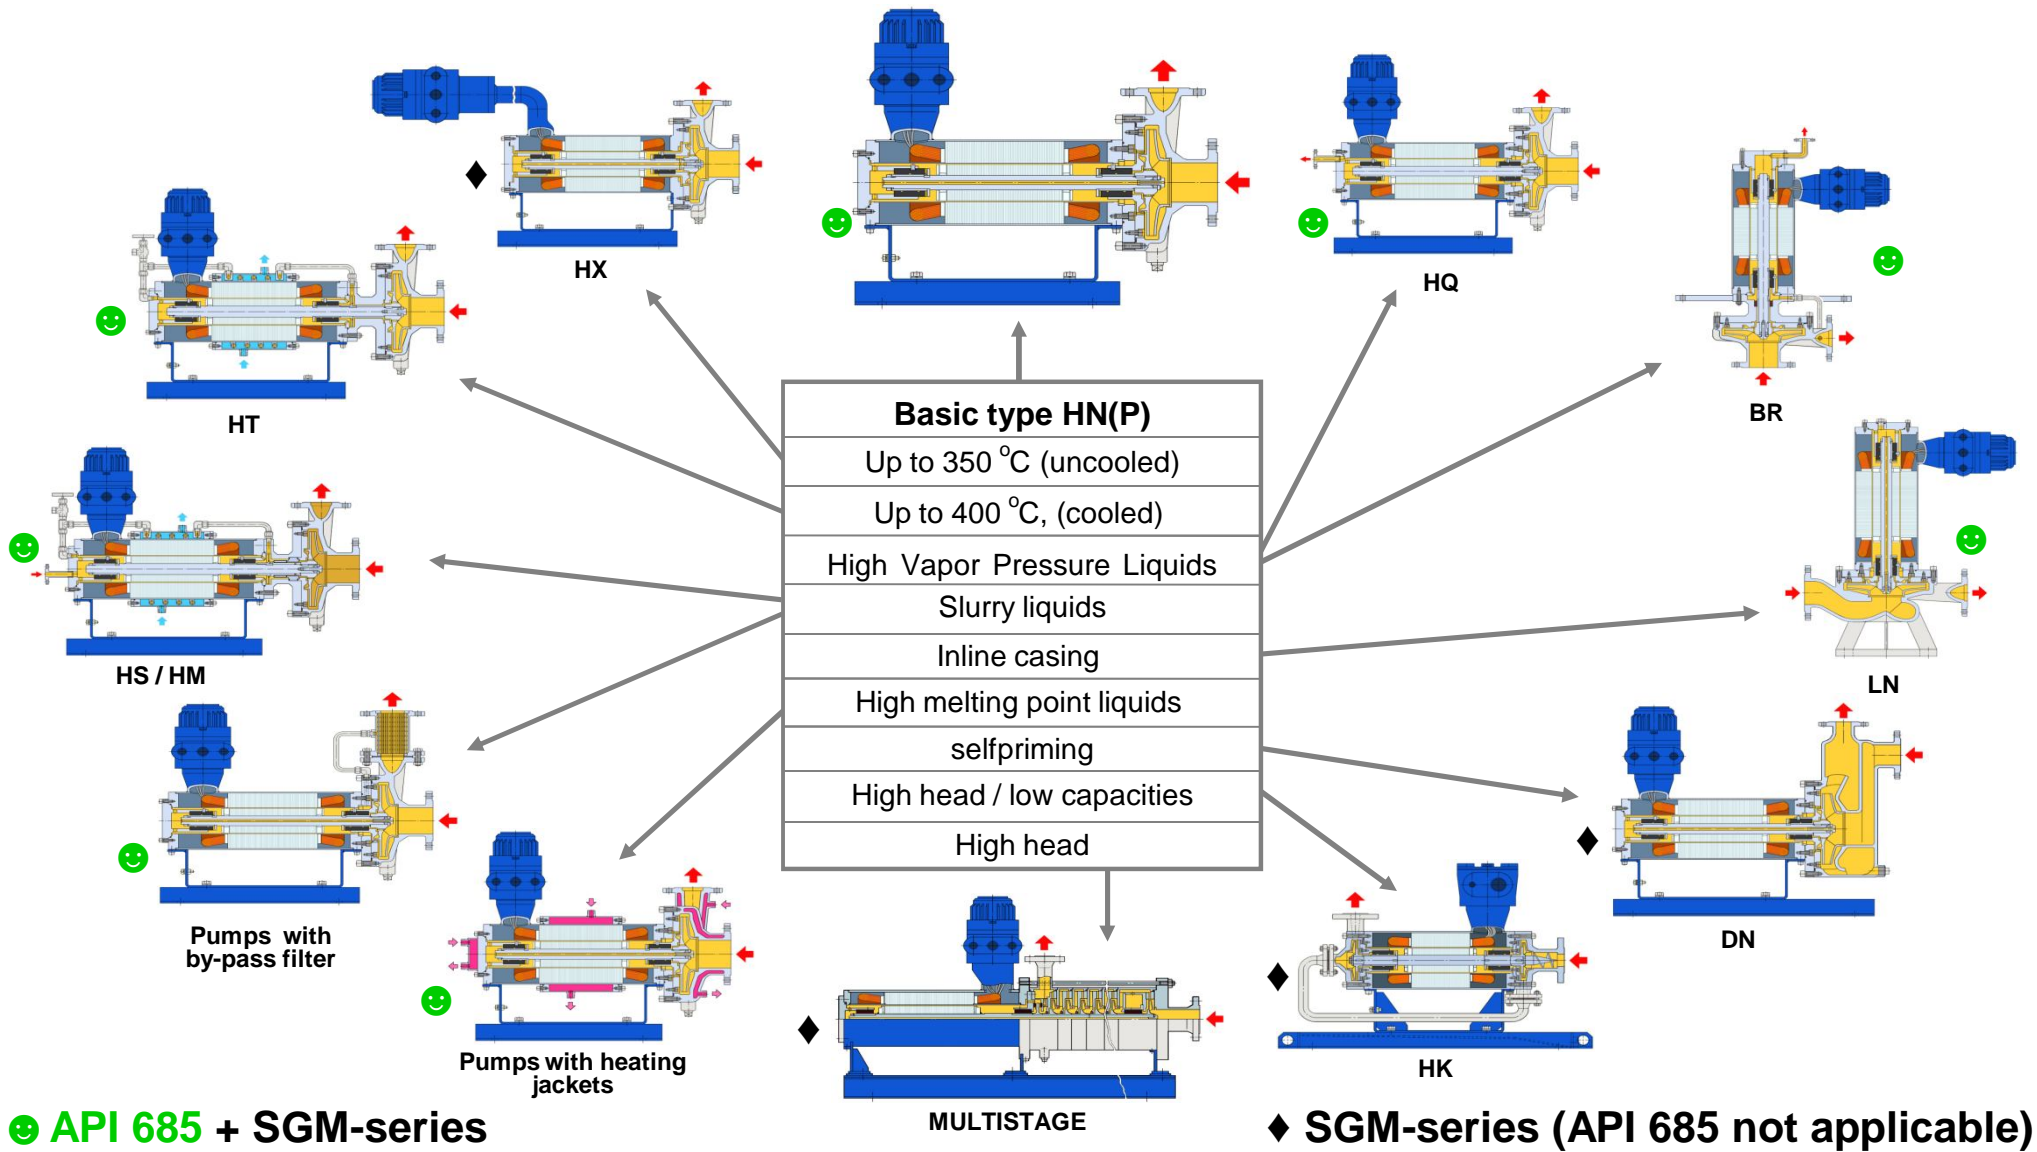 HX
HQ
HT
BR
Basic type HN(P)
Up to 350 °C (uncooled)
Up to 400 °C, (cooled)
High Vapor Pressure Liquids
Slurry liquids
Inline casing
High melting point liquids
selfpriming
High head / low capacities
High head
HS / HM
LN
Pumps with
by-pass filter
DN
Pumps with heating
jackets
HK
MULTISTAGE
API 685 + SGM-series
SGM-series (API 685 not applicable)